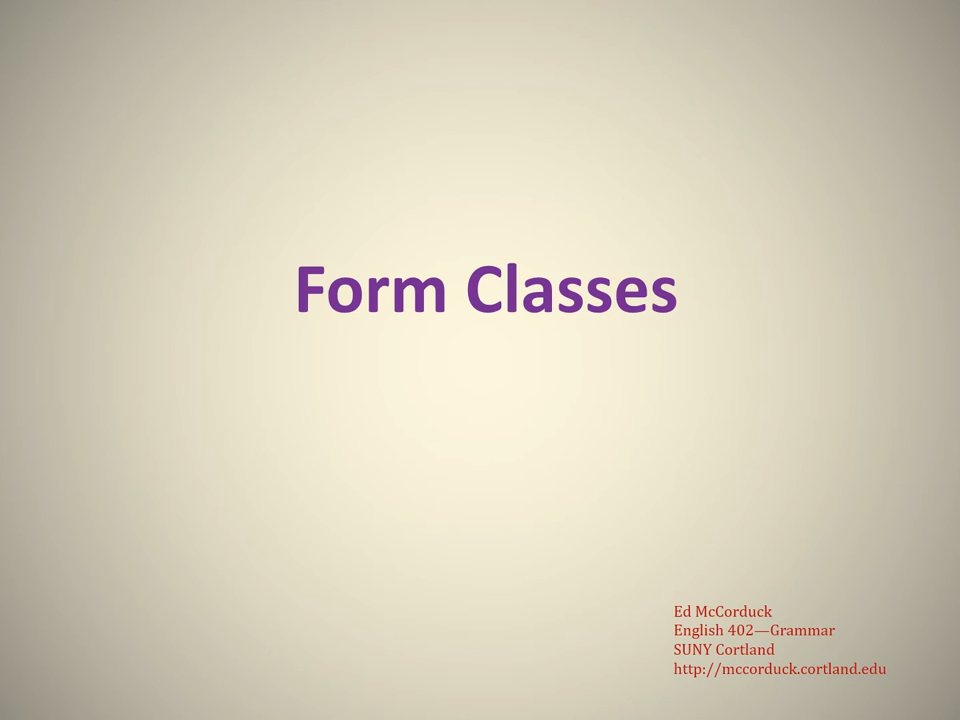 Form Classes
Ed McCorduck
English 402—Grammar
SUNY Cortland
http://mccorduck.cortland.edu